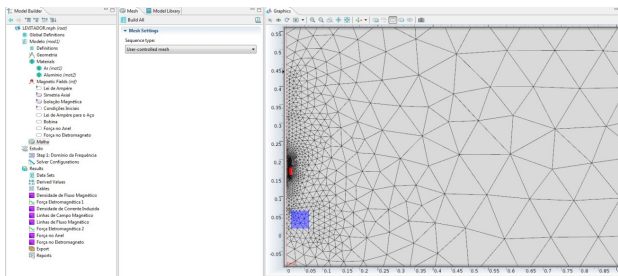 Model Builder
LEVITADOR.mph (root)
Global Definitions
Modelo (mod1)
Definitions
Geometria
Materials
Ar (mat1)
Alumínio (mat2)
Magnetic Fields (mf)
Lei de Ampère
Simetria Axial
Isolação Magnética
Condições Iniciais
Lei de Ampère para o Aço
Bobina
Força no Anel
Força no Eletromagneto
Malha
Estudo
Step 1: Domínio da Frequência
Solver Configurations
Results
Data Sets
Derived Values
Tables
Densidade de Fluxo Magnético
Força Eletromagnética 1
Densidade de Corrente Induzida
Linhas de Campo Magnético
Linhas de Fluxo Magnético
Força Eletromagnética 2
Força no Anel
Força no Eletromagneto
Export
Reports
Mesh Model Library
Build All
Mesh Settings
Sequence type:
User-controlled mesh
Graphics
0.55
0.5
0.45
0.4
0.35
0.3
0.25
0.2
0.15
0.1
0.05
0
-0.05
0 0.05 0.1 0.15 0.2 0.25 0.3 0.35 0.4 0.45 0.5 0.55 0.6 0.65 0.7 0.75 0.8 0.85 0.9